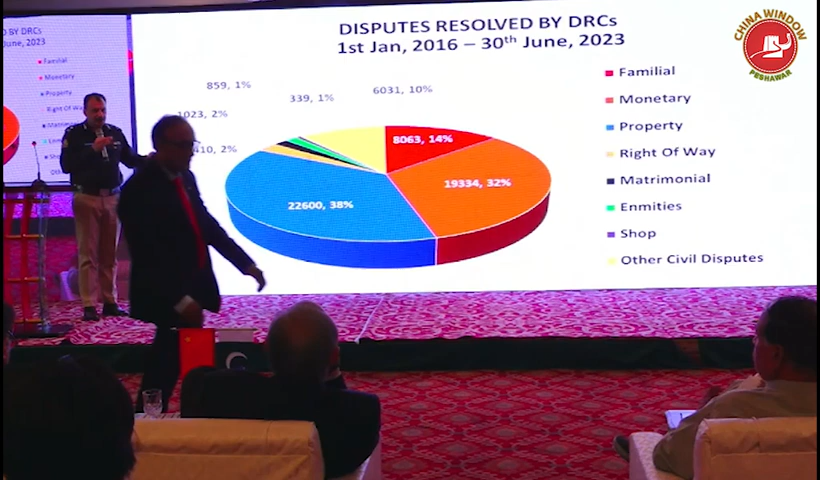 DISPUTES RESOLVED BY DRCs
1st Jan, 2016 – 30th June, 2023
CHINA WINDOW
PESHAWAR
D BY DRCs
June, 2023
Familial
Monetary
Property
Right Of Way
Matrimonial
859, 1%
339, 1%
6031, 10%
1023, 2%
410, 2%
8063, 14%
19334, 32%
22600, 38%
Familial
Monetary
Property
Right Of Way
Matrimonial
Enmities
Shop
Other Civil Disputes